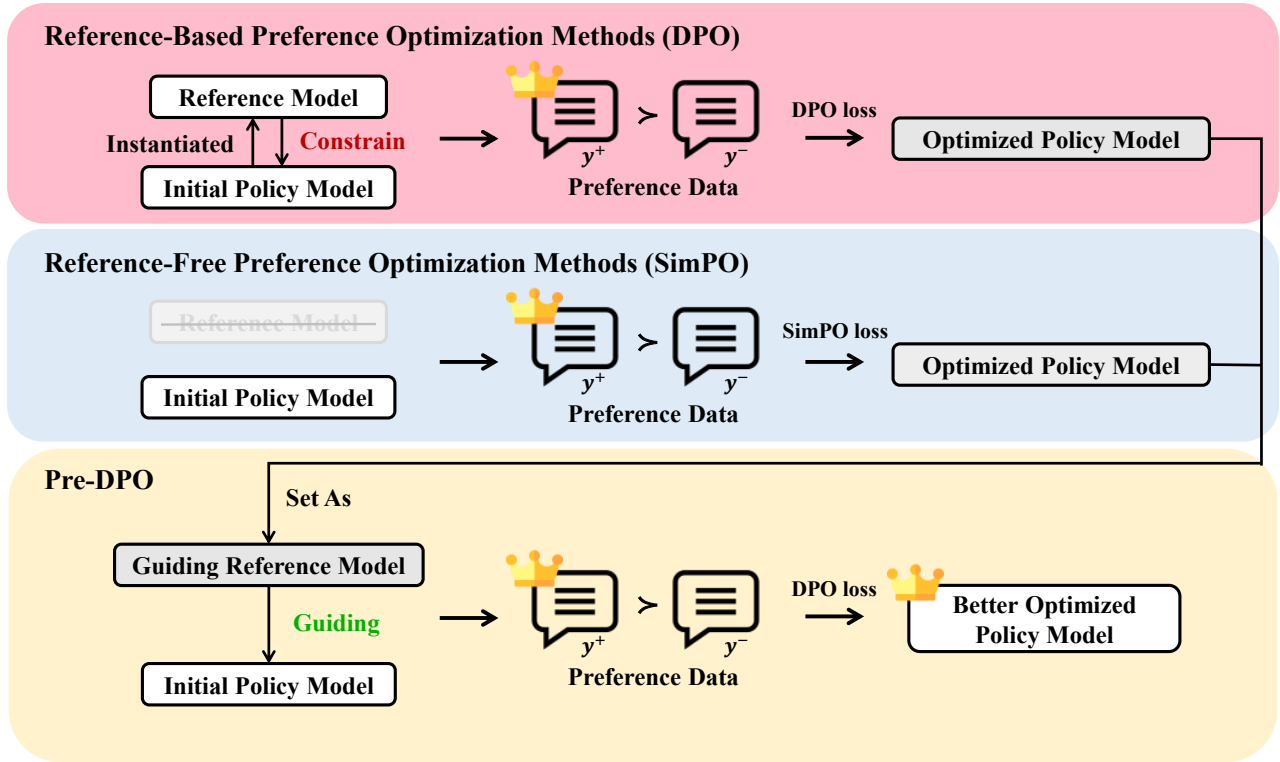 Reference-Based Preference Optimization Methods (DPO)
Reference Model
Instantiated
Constrain
Initial Policy Model
y⁺
≻
y⁻
Preference Data
DPO loss
Optimized Policy Model
Reference-Free Preference Optimization Methods (SimPO)
Reference Model
Initial Policy Model
y⁺
≻
y⁻
Preference Data
SimPO loss
Optimized Policy Model
Pre-DPO
Set As
Guiding Reference Model
Guiding
Initial Policy Model
y⁺
≻
y⁻
Preference Data
DPO loss
Better Optimized
Policy Model